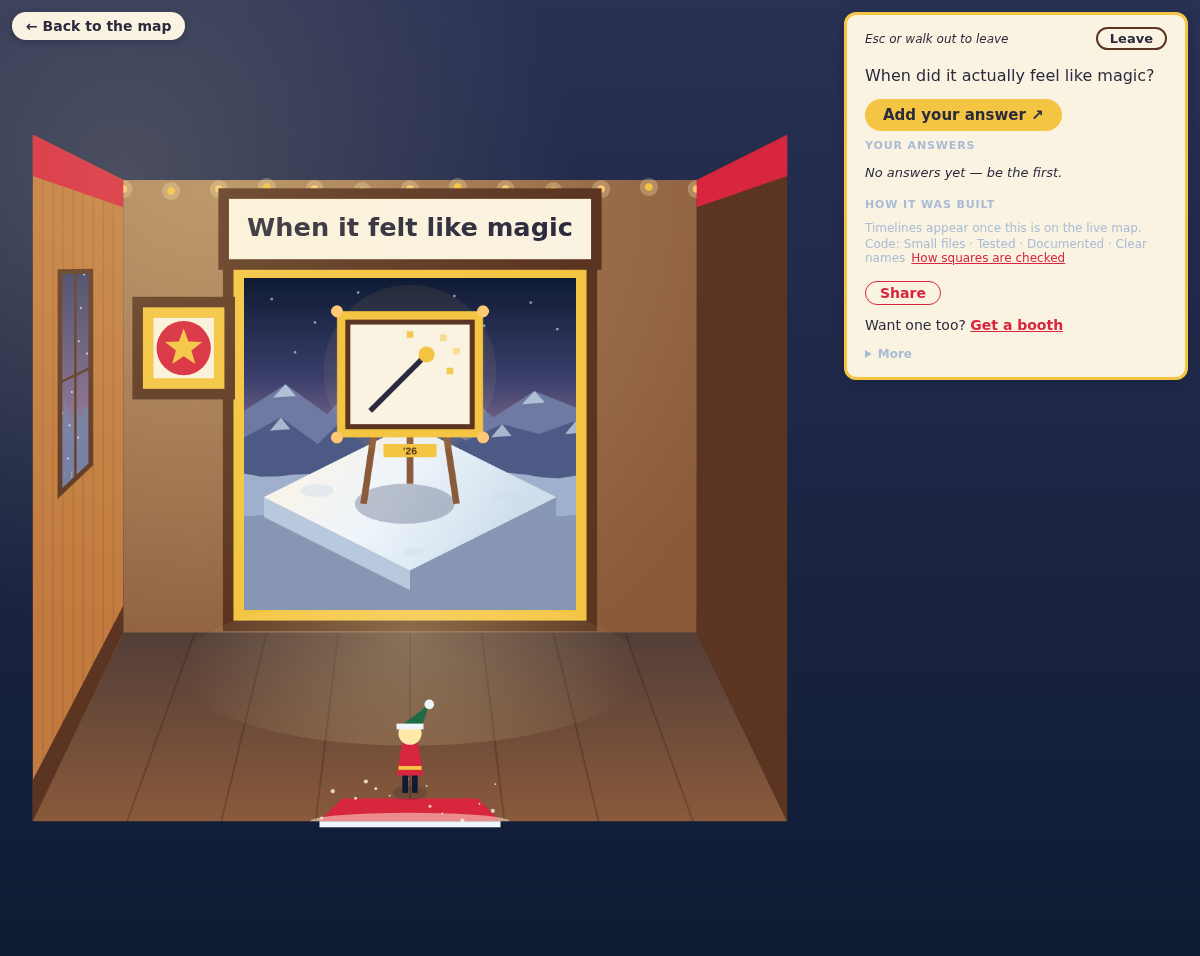 ← Back to the map
When it felt like magic
'26
Esc or walk out to leave
Leave
When did it actually feel like magic?
Add your answer ↗
YOUR ANSWERS
No answers yet — be the first.
HOW IT WAS BUILT
Timelines appear once this is on the live map.
Code: Small files · Tested · Documented · Clear
names How squares are checked
Share
Want one too? Get a booth
More